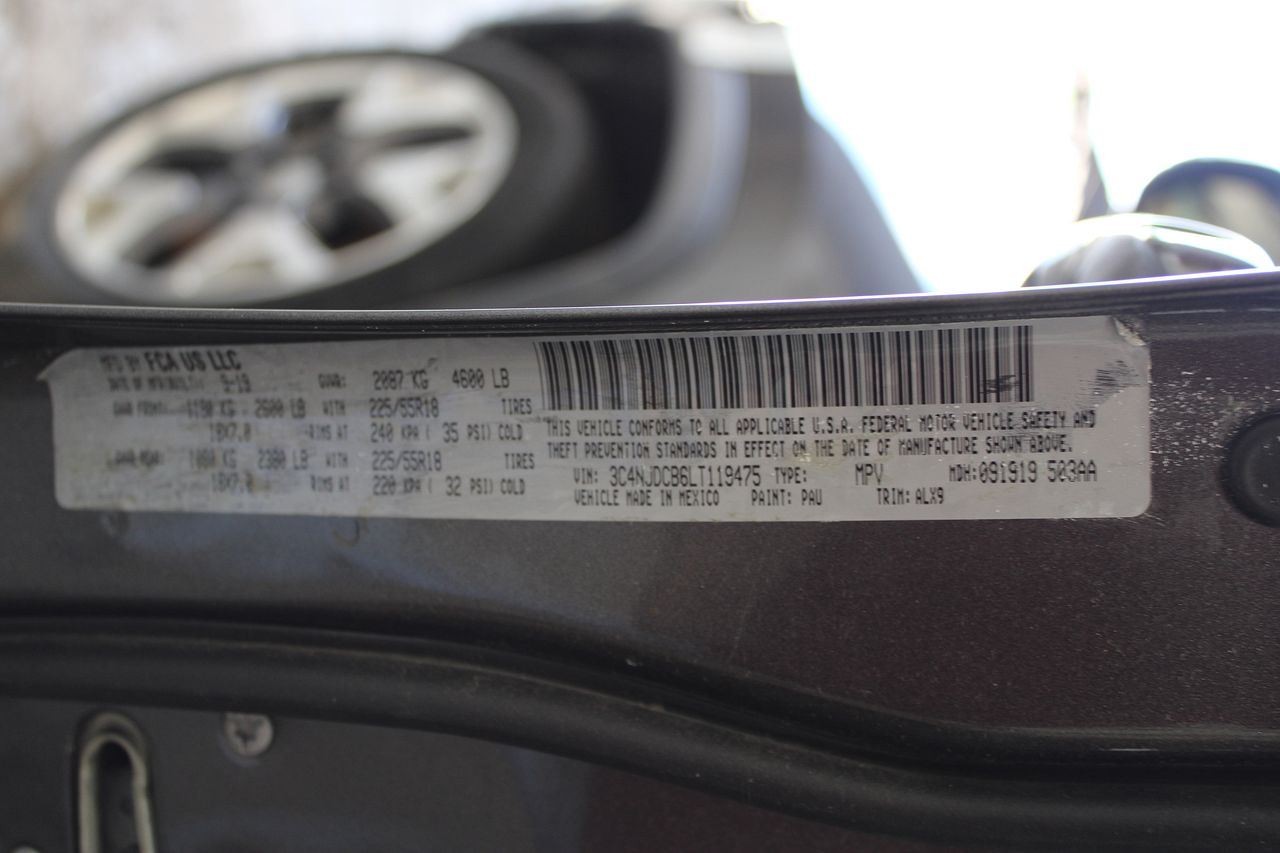 MFD BY FCA US LLC
DATE OF MFR 9-19 GVWR: 2087 KG 4600 LB
GAWR FRONT: 1180 KG 2600 LB WITH 225/55R18 TIRES
18X7.0 RIMS AT 240 KPA ( 35 PSI) COLD
GAWR REAR: 1080 KG 2380 LB WITH 225/55R18 TIRES
18X7.0 RIMS AT 220 KPA ( 32 PSI) COLD
THIS VEHICLE CONFORMS TO ALL APPLICABLE U.S.A. FEDERAL MOTOR VEHICLE SAFETY AND
THEFT PREVENTION STANDARDS IN EFFECT ON THE DATE OF MANUFACTURE SHOWN ABOVE.
VIN: 3C4NJDCB6LT119475 TYPE: MPV MDH:091919 503AA
VEHICLE MADE IN MEXICO PAINT: PAU TRIM: ALX9